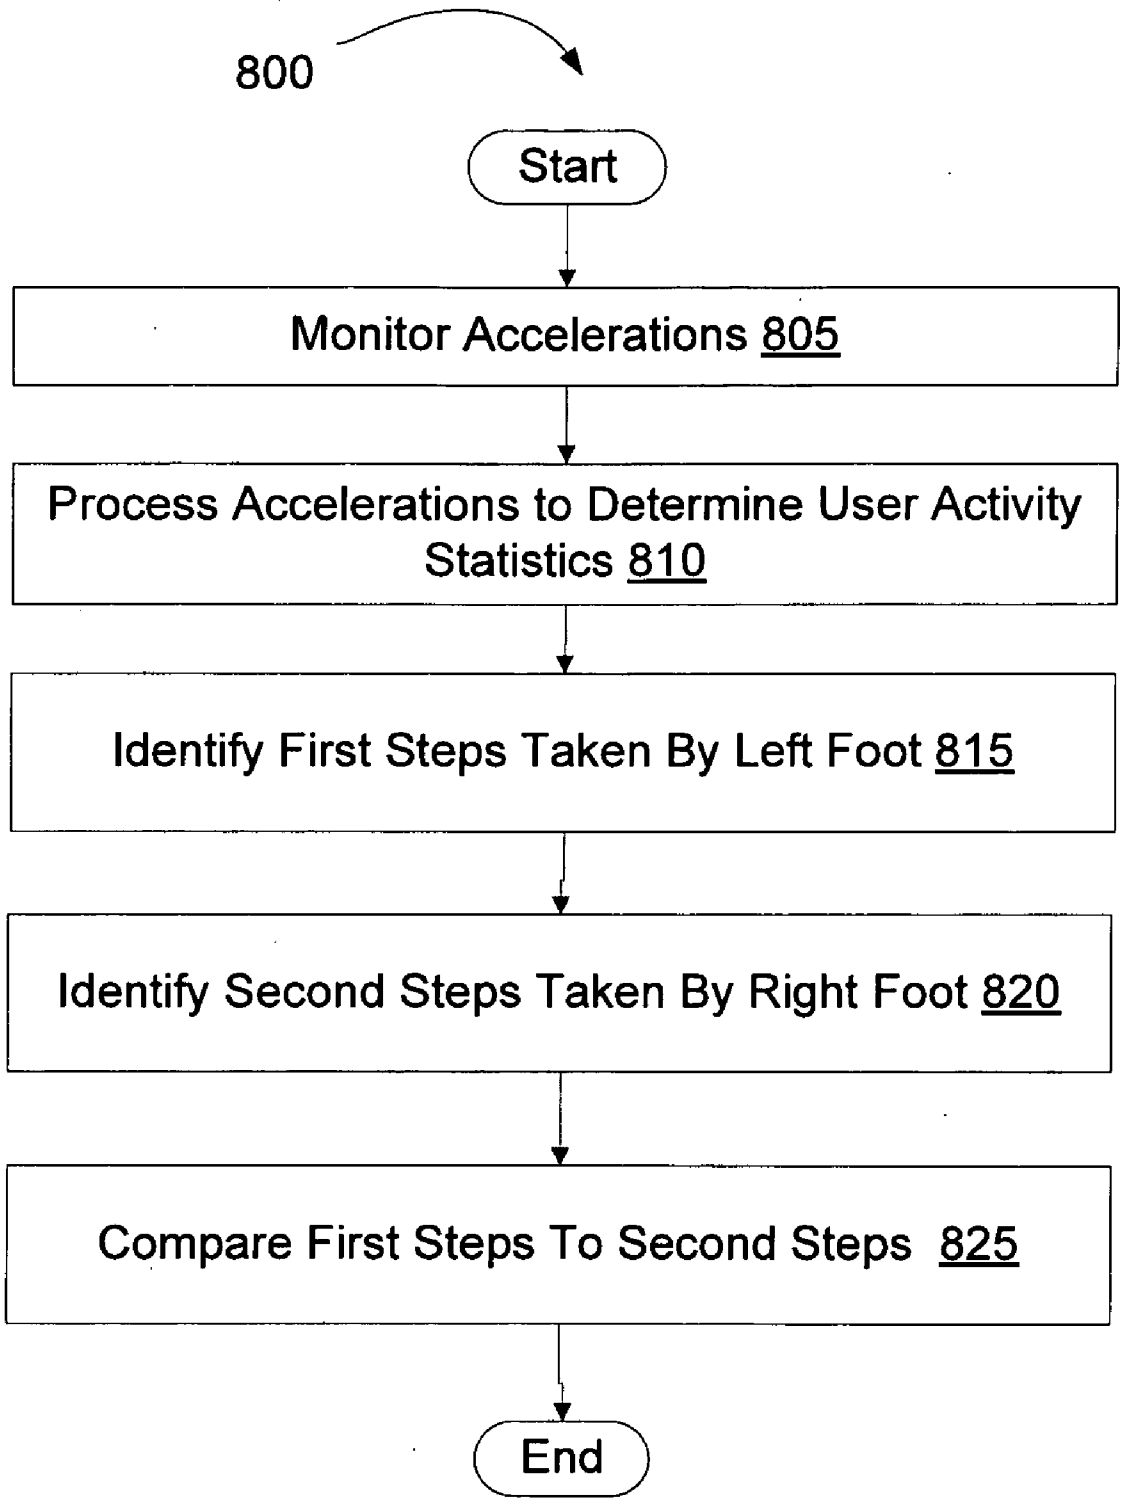 800
Start
Monitor Accelerations 805
Process Accelerations to Determine User Activity
Statistics 810
Identify First Steps Taken By Left Foot 815
Identify Second Steps Taken By Right Foot 820
Compare First Steps To Second Steps 825
End